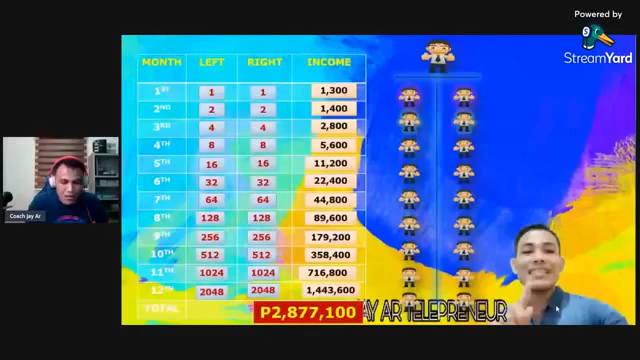 Powered by
StreamYard
MONTH LEFT RIGHT INCOME
1ST 1 1 1,300
2ND 2 2 1,400
3RD 4 4 2,800
4TH 8 8 5,600
5TH 16 16 11,200
6TH 32 32 22,400
7TH 64 64 44,800
8TH 128 128 89,600
9TH 256 256 179,200
10TH 512 512 358,400
11TH 1024 1024 716,800
12TH 2048 2048 1,443,600
TOTAL P2,877,100
AY AR TELEPRENEUR
Coach Jay Ar